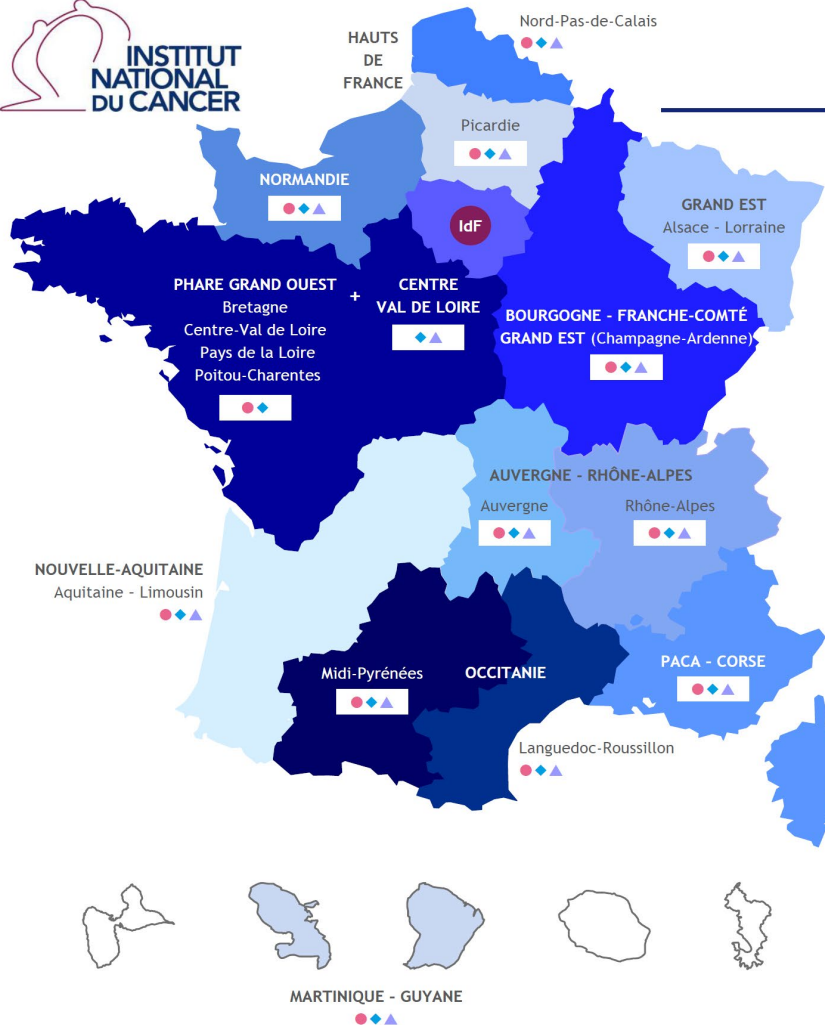 INSTITUT
NATIONAL
DU CANCER
Nord-Pas-de-Calais
HAUTS
DE
FRANCE
Picardie
NORMANDIE
IdF
GRAND EST
Alsace - Lorraine
PHARE GRAND OUEST
Bretagne
Centre-Val de Loire
Pays de la Loire
Poitou-Charentes
+
CENTRE
VAL DE LOIRE
BOURGOGNE - FRANCHE-COMTÉ
GRAND EST (Champagne-Ardenne)
AUVERGNE - RHÔNE-ALPES
Auvergne
Rhône-Alpes
NOUVELLE-AQUITAINE
Aquitaine - Limousin
Midi-Pyrénées
OCCITANIE
PACA - CORSE
Languedoc-Roussillon
MARTINIQUE - GUYANE